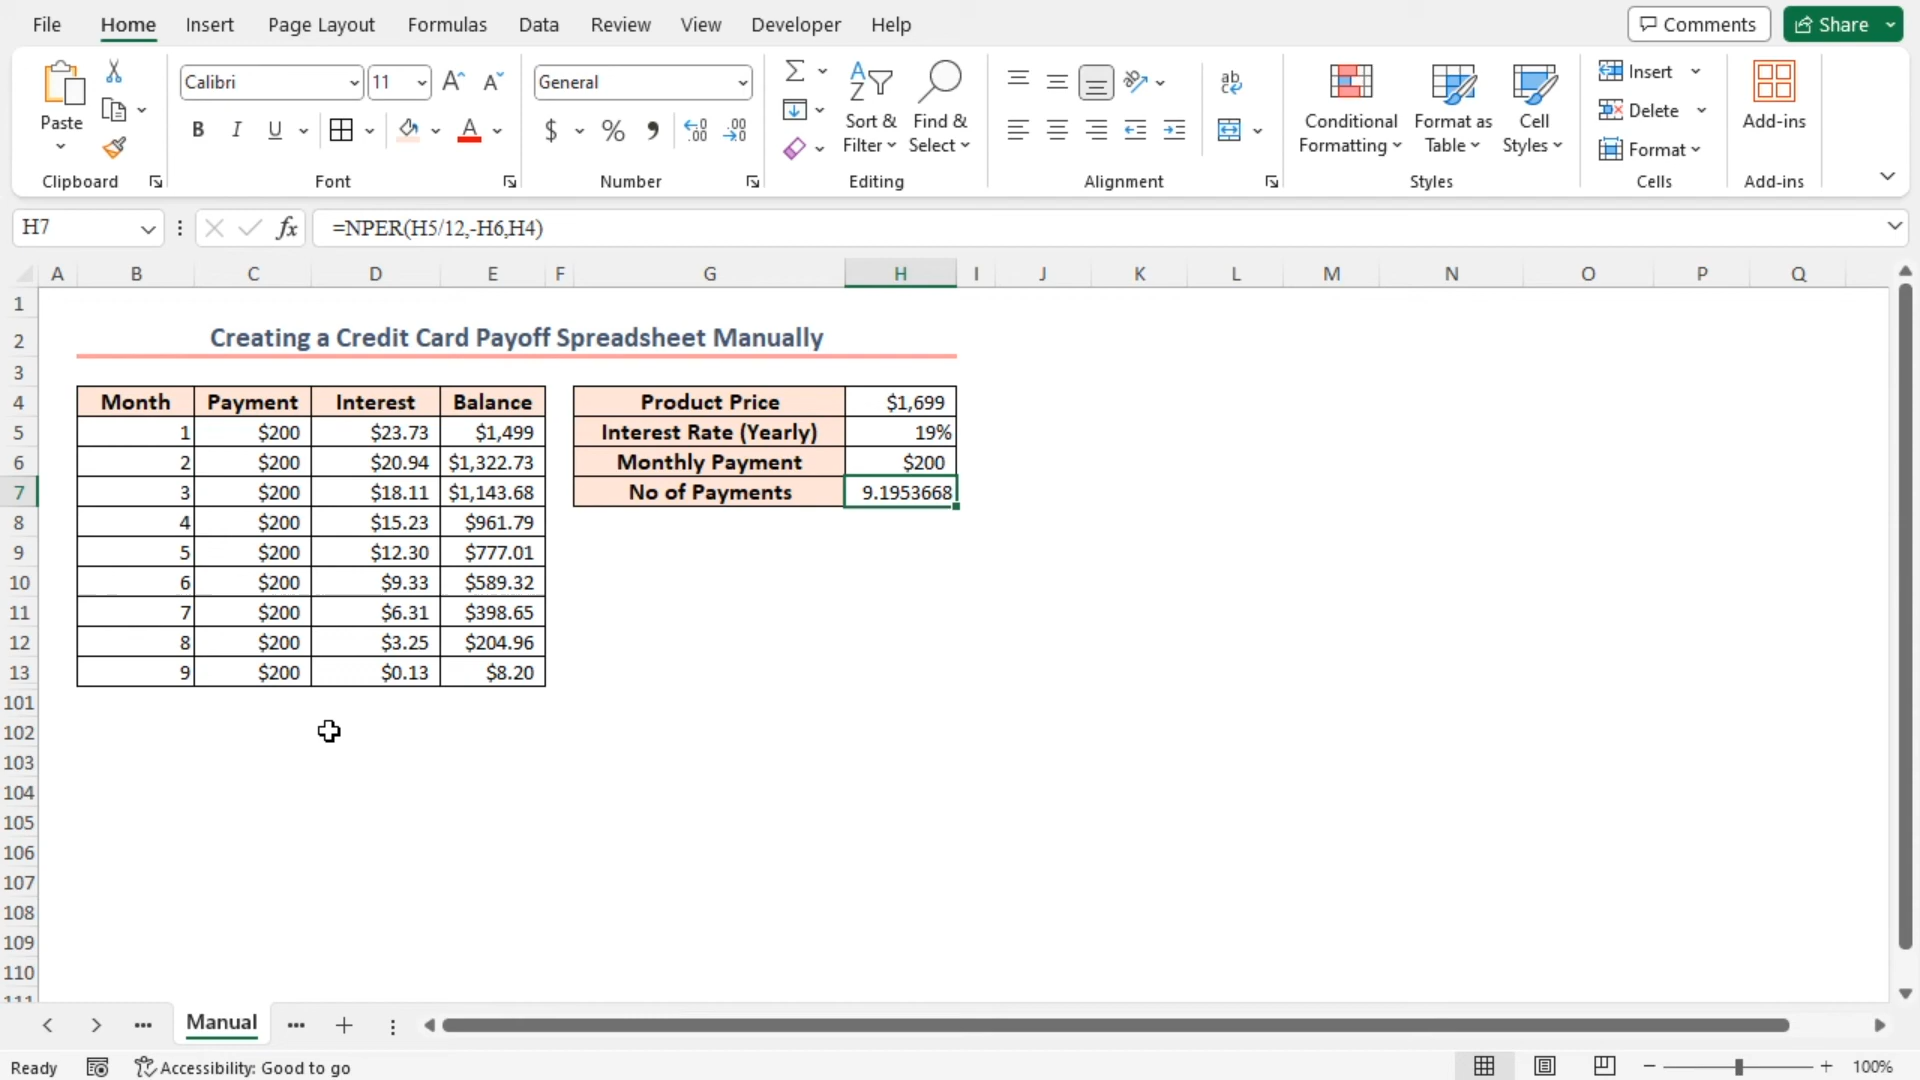 File Home Insert Page Layout Formulas Data Review View Developer Help Comments Share
Calibri 11 General
Paste Sort & Filter Find & Select Conditional Formatting Format as Table Cell Styles Insert Delete Format Add-ins
Clipboard Font Number Editing Alignment Styles Cells Add-ins
H7 fx =NPER(H5/12,-H6,H4)
A B C D E F G H I J K L M N O P Q
1
2 Creating a Credit Card Payoff Spreadsheet Manually
3
4 Month Payment Interest Balance Product Price $1,699
5 1 $200 $23.73 $1,499 Interest Rate (Yearly) 19%
6 2 $200 $20.94 $1,322.73 Monthly Payment $200
7 3 $200 $18.11 $1,143.68 No of Payments 9.1953668
8 4 $200 $15.23 $961.79
9 5 $200 $12.30 $777.01
10 6 $200 $9.33 $589.32
11 7 $200 $6.31 $398.65
12 8 $200 $3.25 $204.96
13 9 $200 $0.13 $8.20
101
102
103
104
105
106
107
108
109
110
111
Manual
Ready Accessibility: Good to go 100%